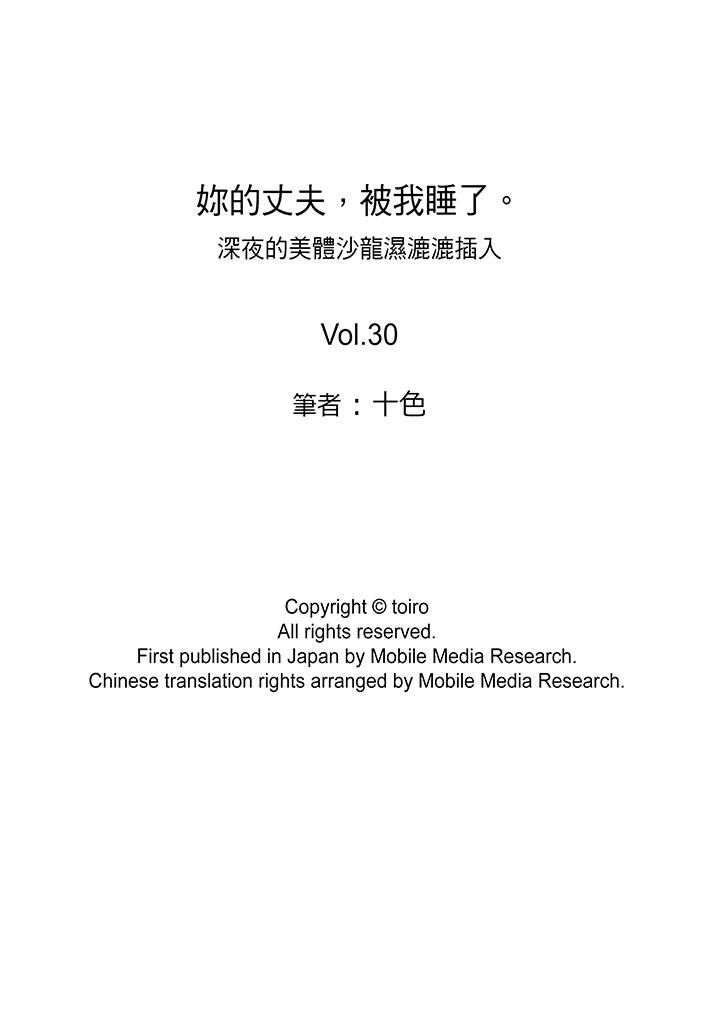 妳的丈夫，被我睡了。
深夜的美體沙龍濕漉漉插入
Vol.30
筆者：十色
Copyright © toiro
All rights reserved.
First published in Japan by Mobile Media Research.
Chinese translation rights arranged by Mobile Media Research.